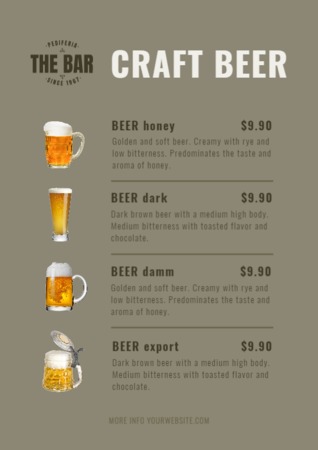 PERIFERIA
THE BAR
SINCE 1967
CRAFT BEER
BEER honey $9.90
Golden and soft beer. Creamy with rye and
low bitterness. Predominates the taste and
aroma of honey.
BEER dark $9.90
Dark brown beer with a medium high body.
Medium bitterness with toasted flavor and
chocolate.
BEER damm $9.90
Golden and soft beer. Creamy with rye and
low bitterness. Predominates the taste and
aroma of honey.
BEER export $9.90
Dark brown beer with a medium high body.
Medium bitterness with toasted flavor and
chocolate.
MORE INFO YOURWEBSITE.COM